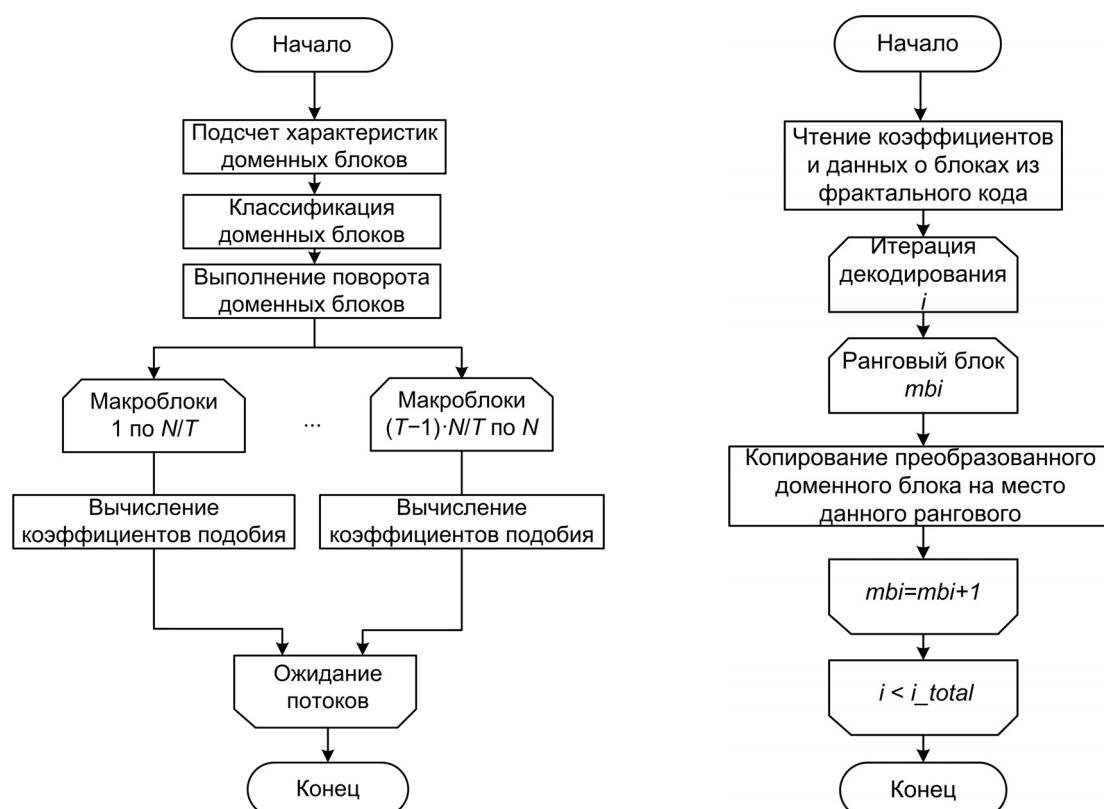 Начало
Подсчет характеристик
доменных блоков
Классификация
доменных блоков
Выполнение поворота
доменных блоков
Макроблоки
1 по N/T
...
Макроблоки
(T−1)·N/T по N
Вычисление
коэффициентов подобия
Вычисление
коэффициентов подобия
Ожидание
потоков
Конец
Начало
Чтение коэффициентов
и данных о блоках из
фрактального кода
Итерация
декодирования
i
Ранговый блок
mbi
Копирование преобразованного
доменного блока на место
данного рангового
mbi=mbi+1
i < i_total
Конец